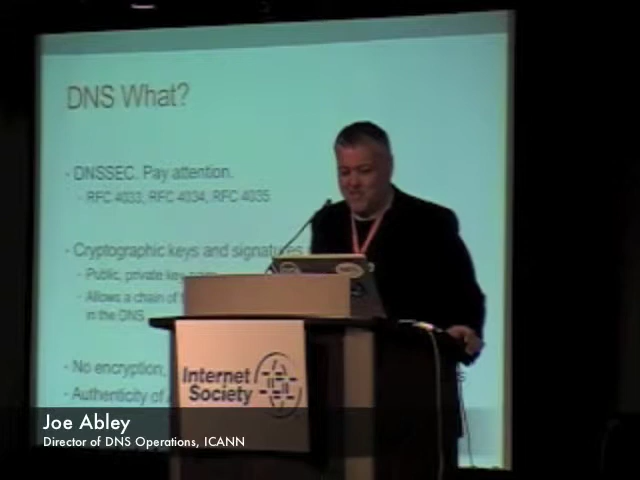 DNS What?
- DNSSEC. Pay attention.
- RFC 4033, RFC 4034, RFC 4035
- Cryptographic keys and signatures
- Public, private key
- Allows a chain of
in the DNS
- No encryption,
- Authenticity of
Internet
Society
Joe Abley
Director of DNS Operations, ICANN